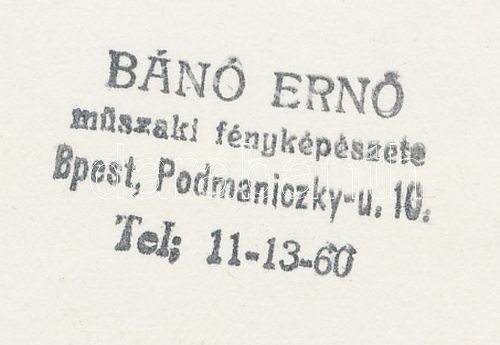 BÁNÓ ERNŐ
műszaki fényképészete
Bpest, Podmaniczky-u. 10.
Tel; 11-13-60